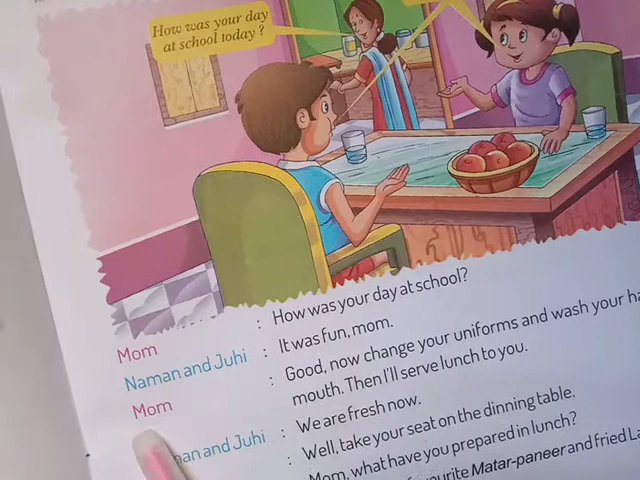 How was your day
at school today?
Mom : How was your day at school?
Naman and Juhi : It was fun, mom.
Mom : Good, now change your uniforms and wash your
mouth. Then I'll serve lunch to you.
an and Juhi : We are fresh now.
: Well, take your seat on the dinning table.
Mom, what have you prepared in lunch?
favourite Matar-paneer and fried